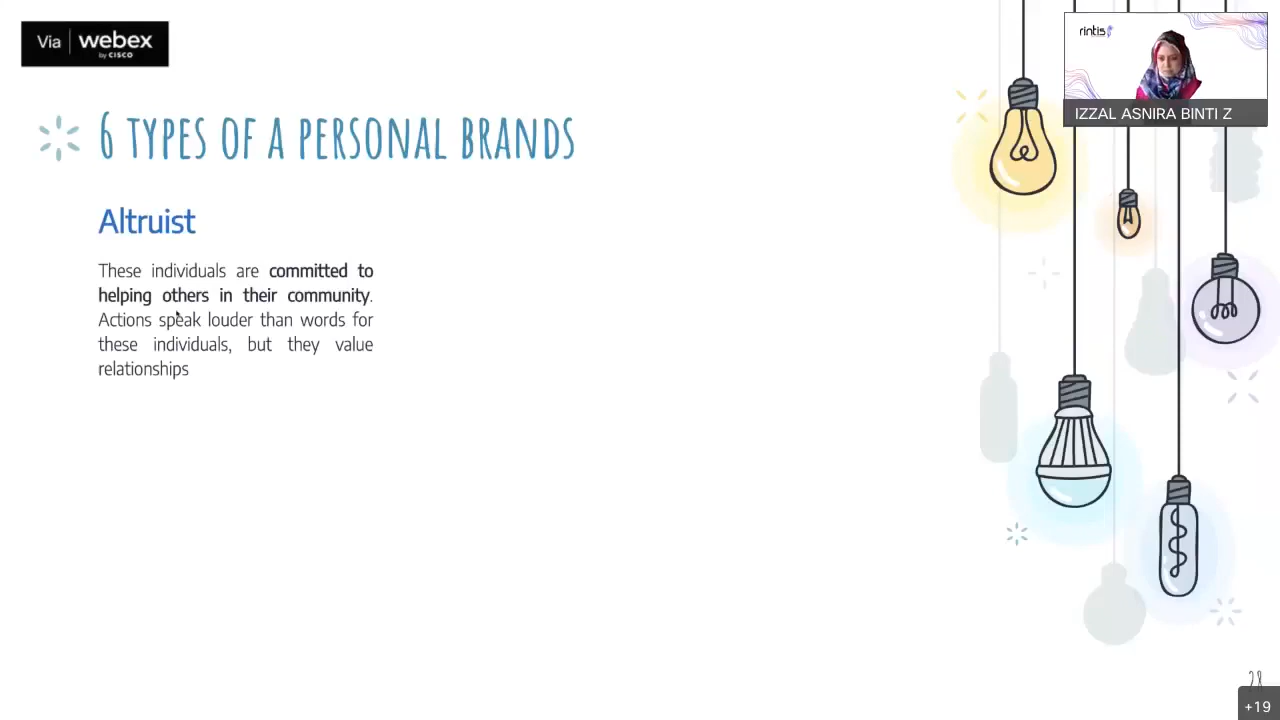 Via webex
by CISCO
rintis
IZZAL ASNIRA BINTI Z
6 TYPES OF A PERSONAL BRANDS
Altruist
These individuals are committed to
helping others in their community.
Actions speak louder than words for
these individuals, but they value
relationships
28
+19